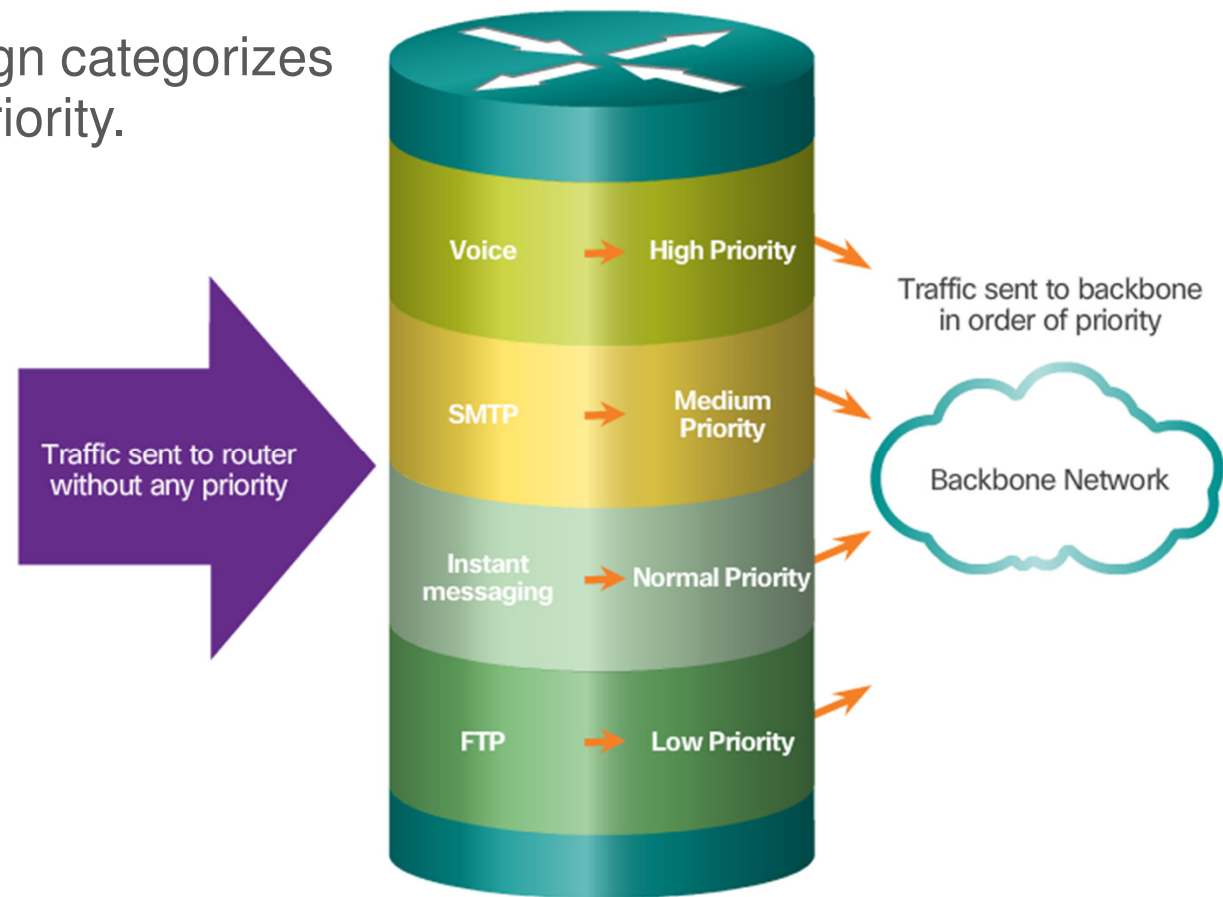 gn categorizes
riority.
Voice
High Priority
Traffic sent to backbone
in order of priority
SMTP
Medium
Priority
Traffic sent to router
without any priority
Backbone Network
Instant
messaging
Normal Priority
FTP
Low Priority